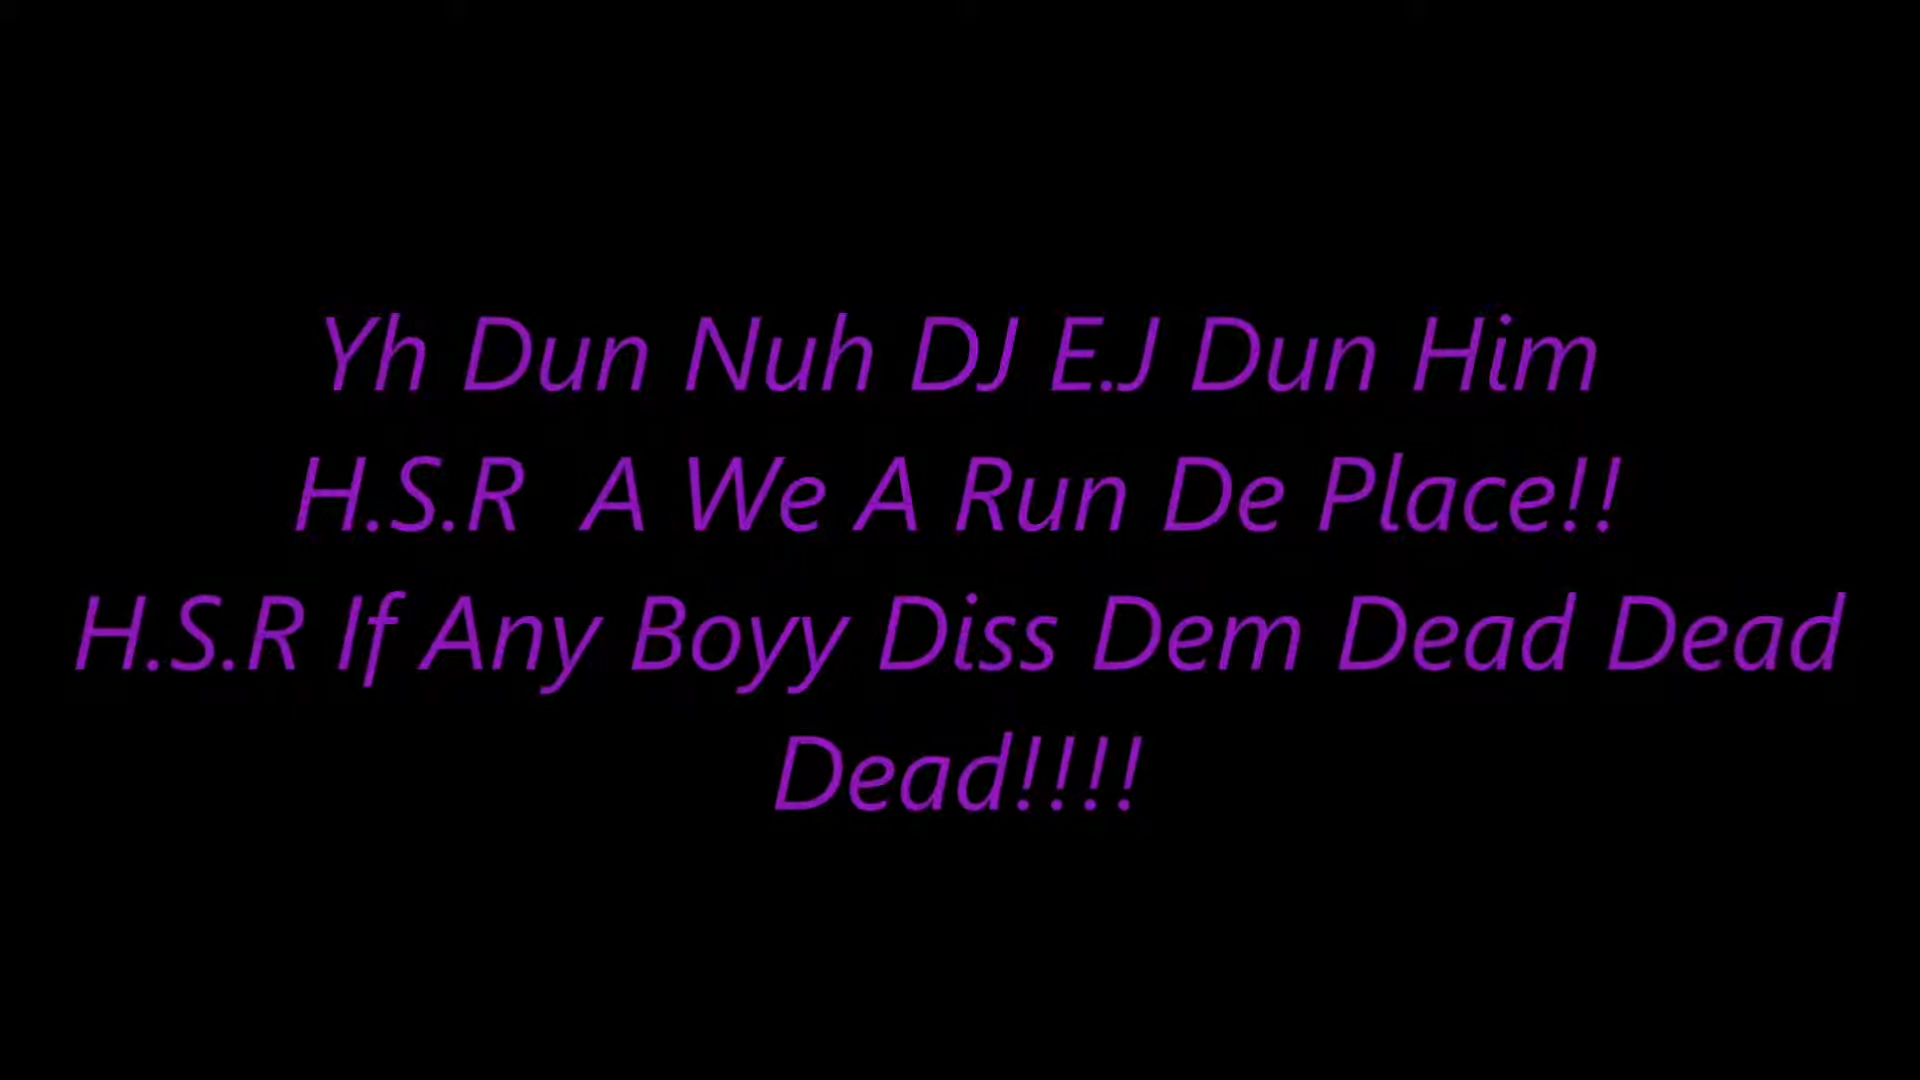 Yh Dun Nuh DJ E.J Dun Him
H.S.R  A We A Run De Place!!
H.S.R If Any Boyy Diss Dem Dead Dead
Dead!!!!